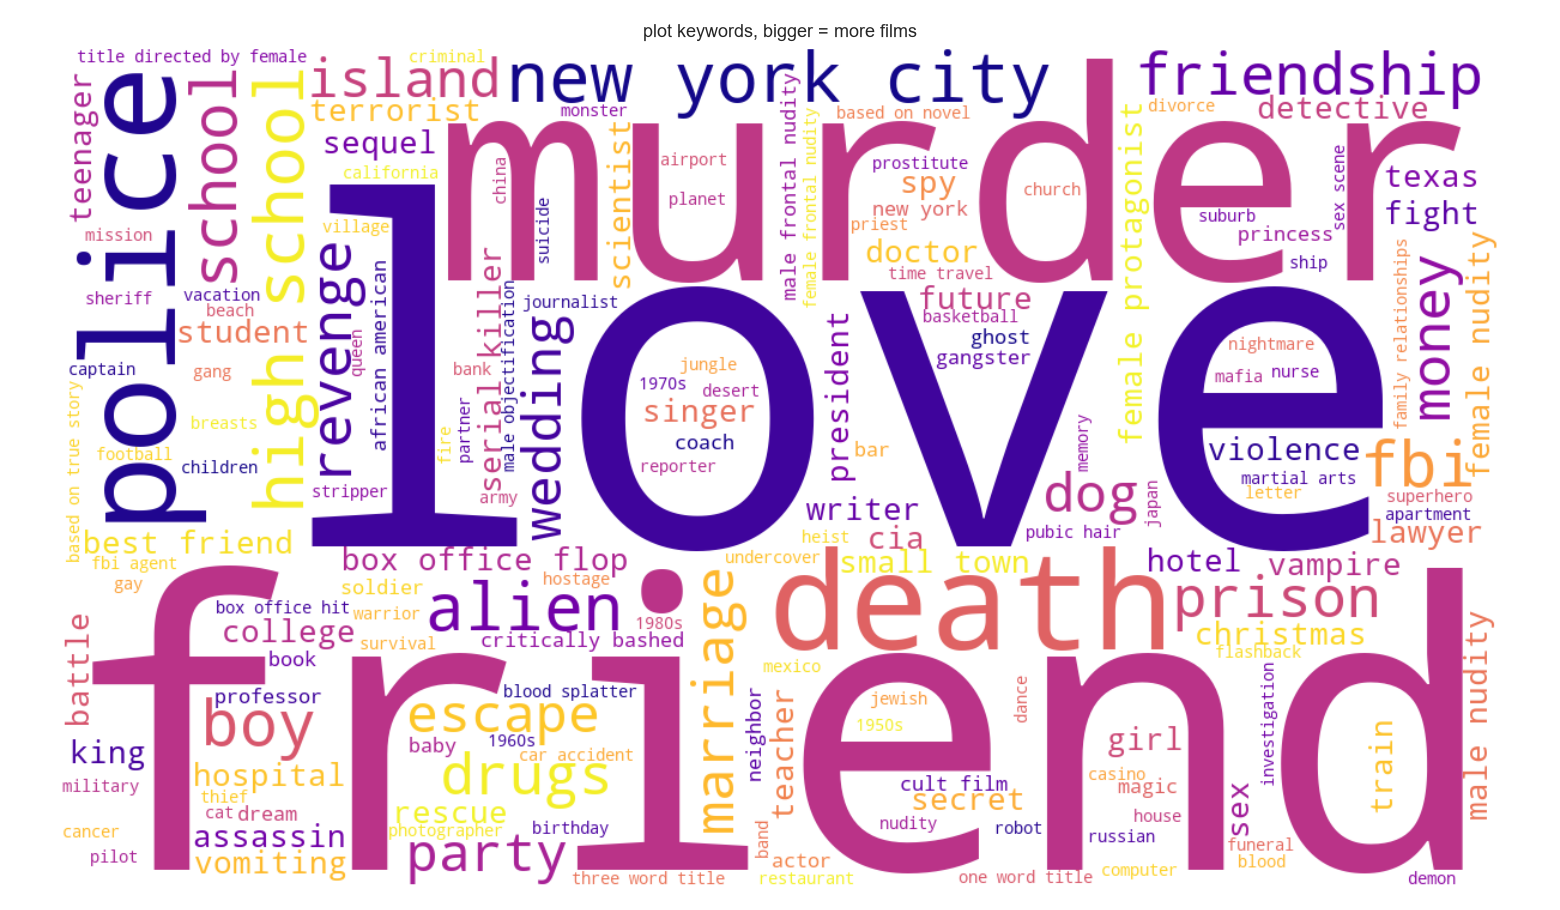 plot keywords, bigger = more films
title directed by female
criminal
new york city
friendship
island
terrorist
monster
based on novel
divorce
detective
teenager
police
school
high school
sequel
murder
scientist
airport
planet
male frontal nudity
female frontal nudity
prostitute
spy
new york
priest
church
female protagonist
sex scene
texas
fight
suburb
princess
california
china
suicide
village
doctor
time travel
ship
mission
sheriff
vacation
beach
student
revenge
african american
queen
serial killer
male objectification
journalist
wedding
love
future
basketball
ghost
gangster
president
family relationships
money
female nudity
nightmare
mafia
nurse
captain
gang
breasts
bank
jungle
1970s
desert
singer
coach
reporter
bar
memory
violence
martial arts
letter
fbi
superhero
apartment
lawyer
based on true story
football
children
fire
partner
stripper
army
writer
dog
japan
pubic hair
best friend
fbi agent
gay
box office flop
heist
cia
undercover
small town
hotel
vampire
soldier
hostage
box office hit
warrior
alien
1980s
death
prison
college
survival
critically bashed
christmas
flashback
battle
book
friend
marriage
mexico
professor
blood splatter
jewish
dance
investigation
male nudity
boy
escape
neighbor
teacher
1950s
girl
train
king
baby
1960s
car accident
hospital
drugs
cult film
casino
magic
military
thief
secret
sex
cat
dream
rescue
house
cancer
assassin
photographer
birthday
nudity
robot
russian
pilot
vomiting
party
band
actor
funeral
blood
three word title
restaurant
one word title
computer
demon